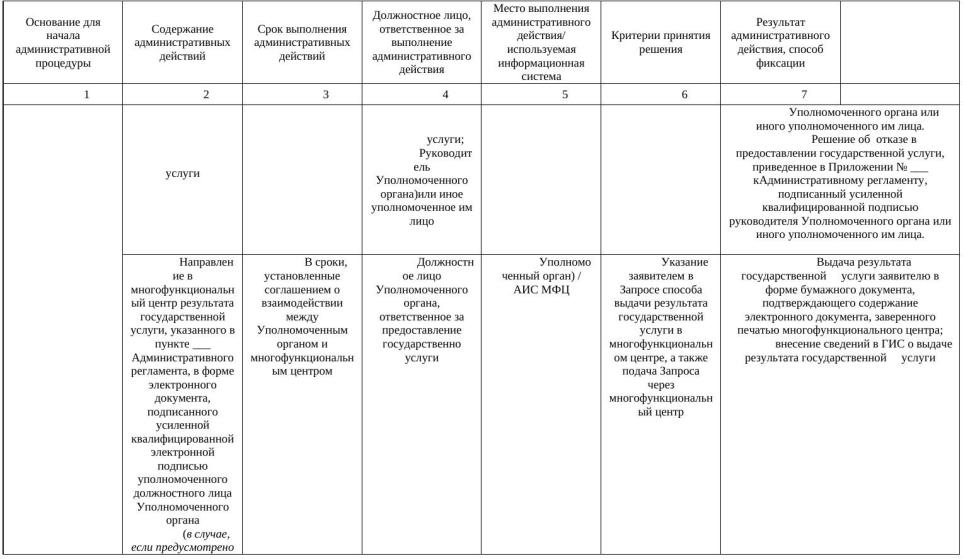 Основание для
начала
административной
процедуры
Содержание
административных
действий
Срок выполнения
административных
действий
Должностное лицо,
ответственное за
выполнение
административного
действия
Место выполнения
административного
действия/
используемая
информационная
система
Критерии принятия
решения
Результат
административного
действия, способ
фиксации
1
2
3
4
5
6
7
услуги
услуги;
Руководит
ель
Уполномоченного
органа)или иное
уполномоченное им
лицо
Уполномоченного органа или
иного уполномоченного им лица.
Решение об отказе в
предоставлении государственной услуги,
приведенное в Приложении № ___
кАдминистративному регламенту,
подписанный усиленной
квалифицированной подписью
руководителя Уполномоченного органа или
иного уполномоченного им лица.
Направлен
ие в
многофункциональн
ый центр результата
государственной
услуги, указанного в
пункте ___
Административного
регламента, в форме
электронного
документа,
подписанного
усиленной
квалифицированной
электронной
подписью
уполномоченного
должностного лица
Уполномоченного
органа
(в случае,
если предусмотрено
В сроки,
установленные
соглашением о
взаимодействии
между
Уполномоченным
органом и
многофункциональн
ым центром
Должностн
ое лицо
Уполномоченного
органа,
ответственное за
предоставление
государственно
услуги
Уполномо
ченный орган) /
АИС МФЦ
Указание
заявителем в
Запросе способа
выдачи результата
государственной
услуги в
многофункциональн
ом центре, а также
подача Запроса
через
многофункциональн
ый центр
Выдача результата
государственной услуги заявителю в
форме бумажного документа,
подтверждающего содержание
электронного документа, заверенного
печатью многофункционального центра;
внесение сведений в ГИС о выдаче
результата государственной услуги